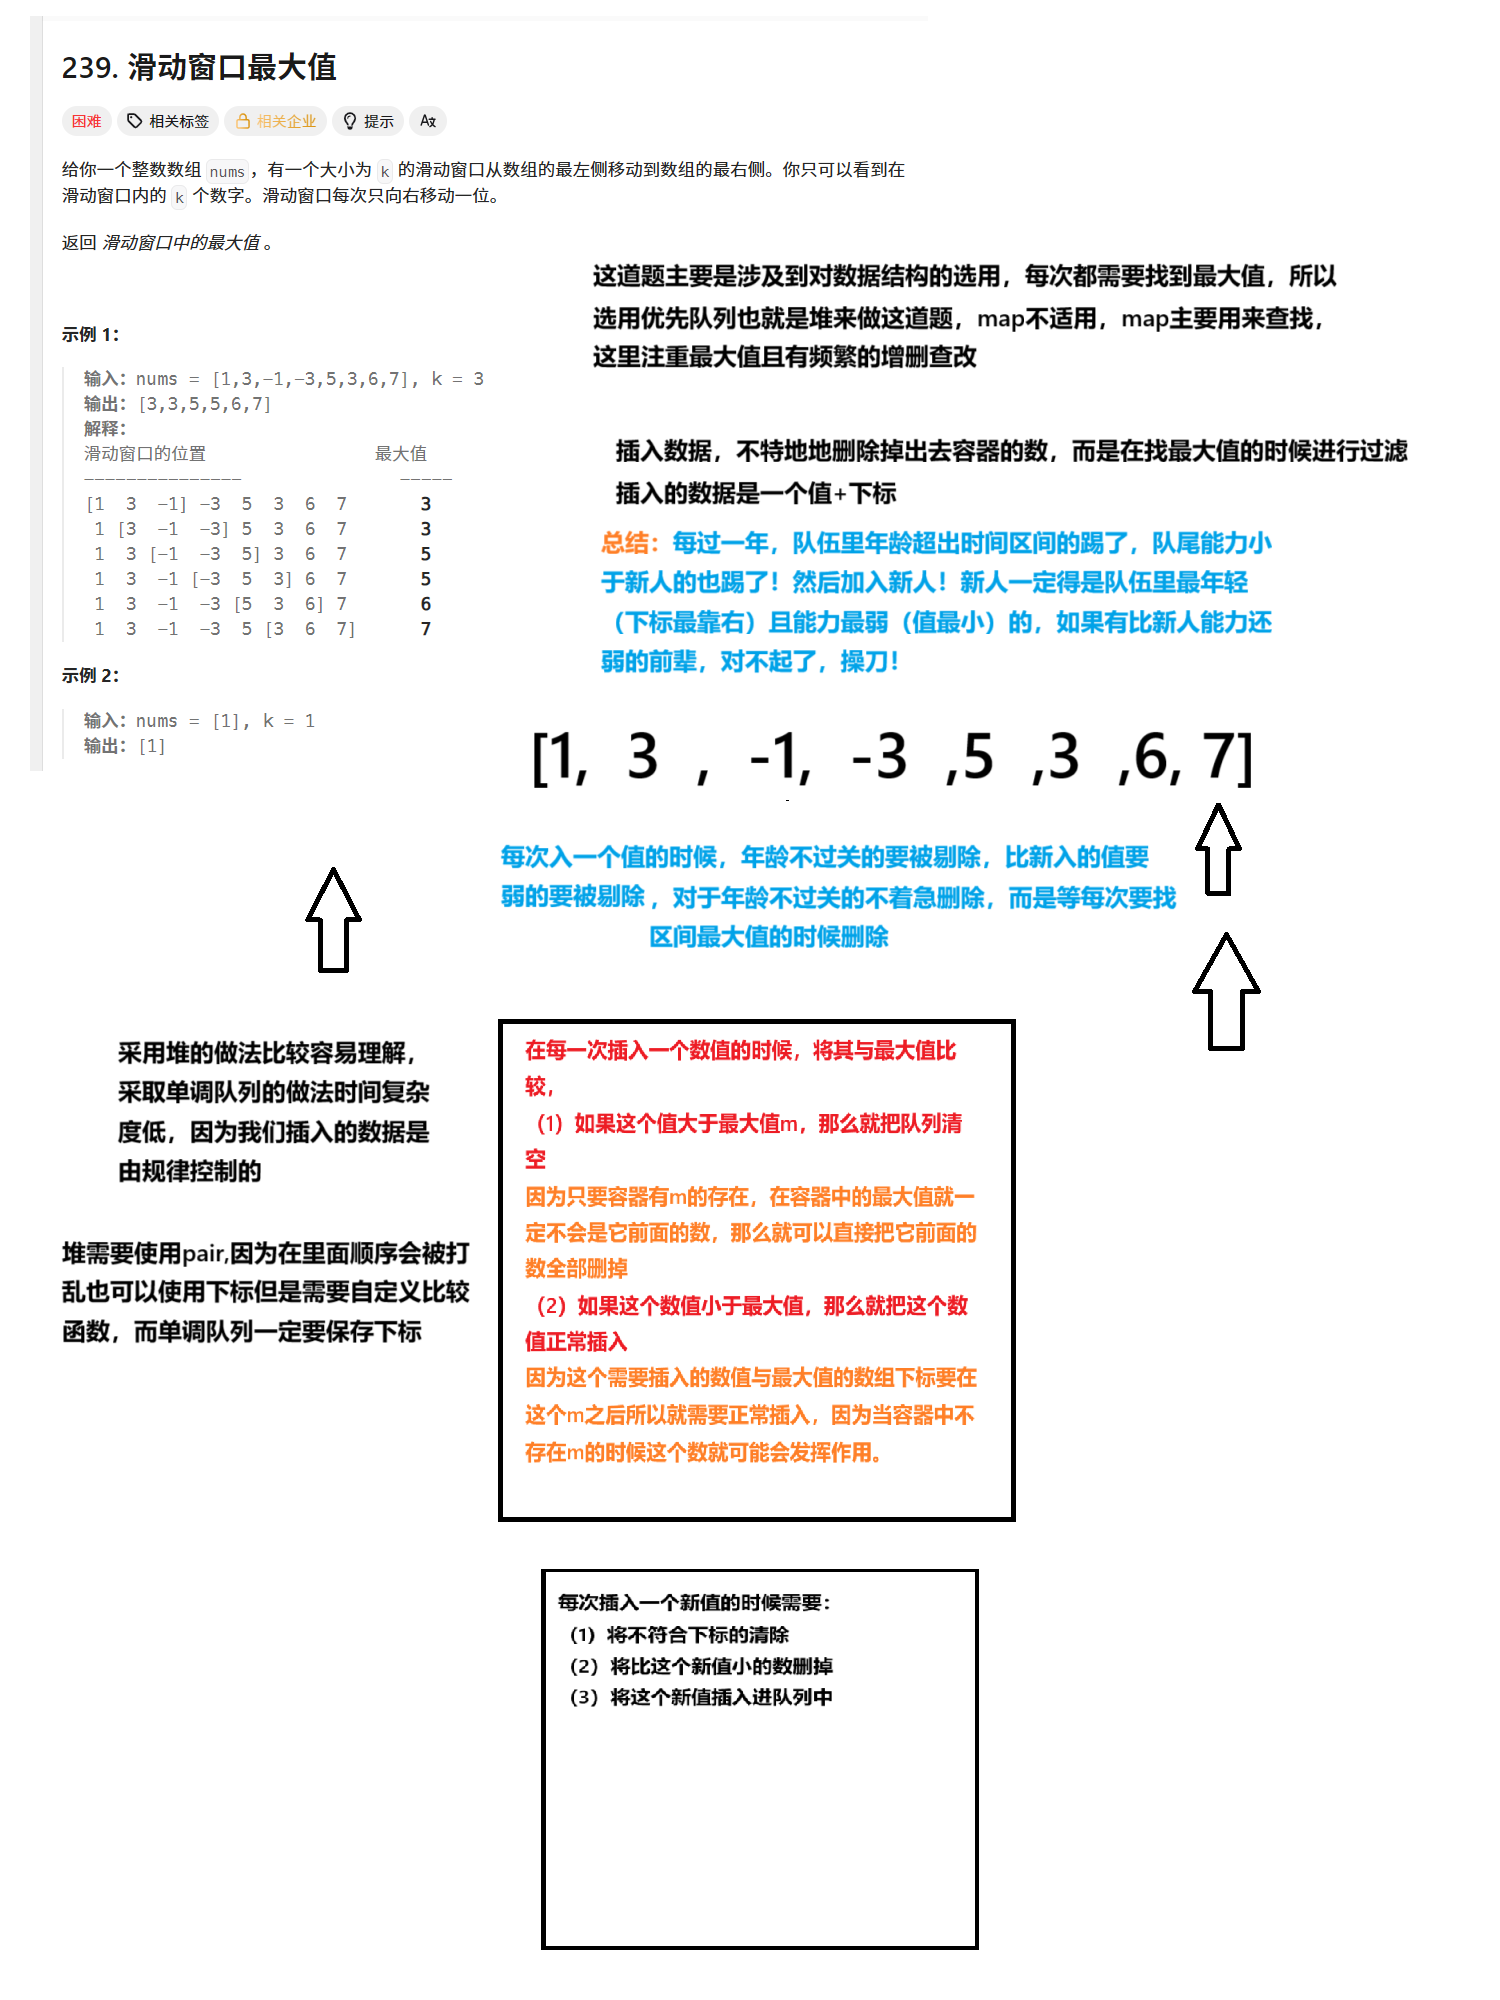 239. 滑动窗口最大值
困难 相关标签 相关企业 提示
给你一个整数数组 nums，有一个大小为 k 的滑动窗口从数组的最左侧移动到数组的最右侧。你只可以看到在
滑动窗口内的 k 个数字。滑动窗口每次只向右移动一位。
返回 滑动窗口中的最大值 。
示例 1：
输入：nums = [1,3,-1,-3,5,3,6,7], k = 3
输出：[3,3,5,5,6,7]
解释：
滑动窗口的位置                最大值
---------------               -----
[1  3  -1] -3  5  3  6  7       3
 1 [3  -1  -3] 5  3  6  7       3
 1  3 [-1  -3  5] 3  6  7       5
 1  3  -1 [-3  5  3] 6  7       5
 1  3  -1  -3 [5  3  6] 7       6
 1  3  -1  -3  5 [3  6  7]      7
示例 2：
输入：nums = [1], k = 1
输出：[1]
这道题主要是涉及到对数据结构的选用，每次都需要找到最大值，所以
选用优先队列也就是堆来做这道题，map不适用，map主要用来查找，
这里注重最大值且有频繁的增删查改
插入数据，不特地地删除掉出去容器的数，而是在找最大值的时候进行过滤
插入的数据是一个值+下标
总结：每过一年，队伍里年龄超出时间区间的踢了，队尾能力小
于新人的也踢了！然后加入新人！新人一定得是队伍里最年轻
（下标最靠右）且能力最弱（值最小）的，如果有比新人能力还
弱的前辈，对不起了，操刀！
[1,  3  ,  -1,  -3  ,5  ,3  ,6, 7]
每次入一个值的时候，年龄不过关的要被剔除，比新入的值要
弱的要被剔除 ，对于年龄不过关的不着急删除，而是等每次要找
区间最大值的时候删除
采用堆的做法比较容易理解，
采取单调队列的做法时间复杂
度低，因为我们插入的数据是
由规律控制的
堆需要使用pair,因为在里面顺序会被打
乱也可以使用下标但是需要自定义比较
函数，而单调队列一定要保存下标
在每一次插入一个数值的时候，将其与最大值比
较，
（1）如果这个值大于最大值m，那么就把队列清
空
因为只要容器有m的存在，在容器中的最大值就一
定不会是它前面的数，那么就可以直接把它前面的
数全部删掉
（2）如果这个数值小于最大值，那么就把这个数
值正常插入
因为这个需要插入的数值与最大值的数组下标要在
这个m之后所以就需要正常插入，因为当容器中不
存在m的时候这个数就可能会发挥作用。
每次插入一个新值的时候需要：
（1）将不符合下标的清除
（2）将比这个新值小的数删掉
（3）将这个新值插入进队列中